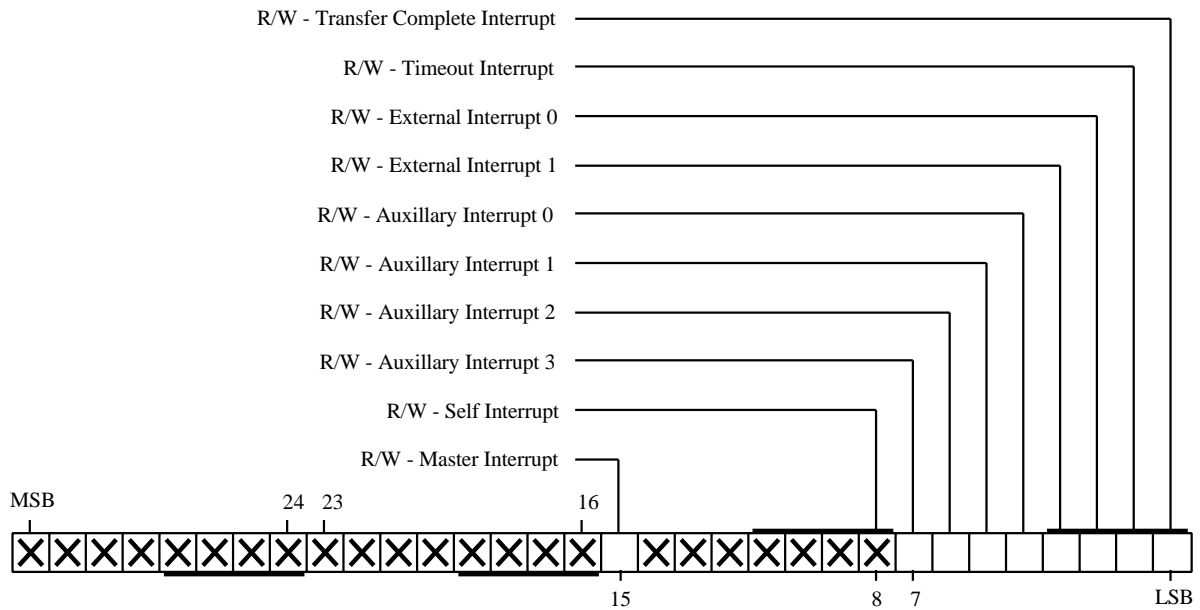 R/W - Transfer Complete Interrupt
R/W - Timeout Interrupt
R/W - External Interrupt 0
R/W - External Interrupt 1
R/W - Auxillary Interrupt 0
R/W - Auxillary Interrupt 1
R/W - Auxillary Interrupt 2
R/W - Auxillary Interrupt 3
R/W - Self Interrupt
R/W - Master Interrupt
MSB 24 23 16
15 8 7 LSB